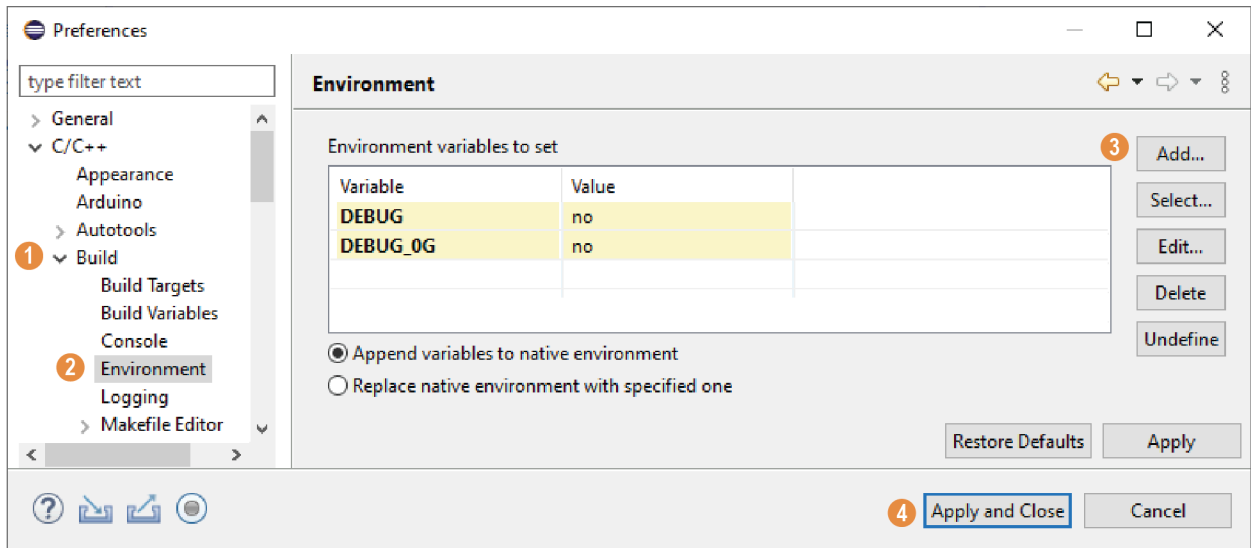 Preferences
type filter text
General
C/C++
Appearance
Arduino
Autotools
1 Build
Build Targets
Build Variables
Console
2 Environment
Logging
Makefile Editor
Environment
Environment variables to set
Variable Value
DEBUG no
DEBUG_0G no
3 Add...
Select...
Edit...
Delete
Undefine
Append variables to native environment
Replace native environment with specified one
Restore Defaults Apply
?
4 Apply and Close Cancel